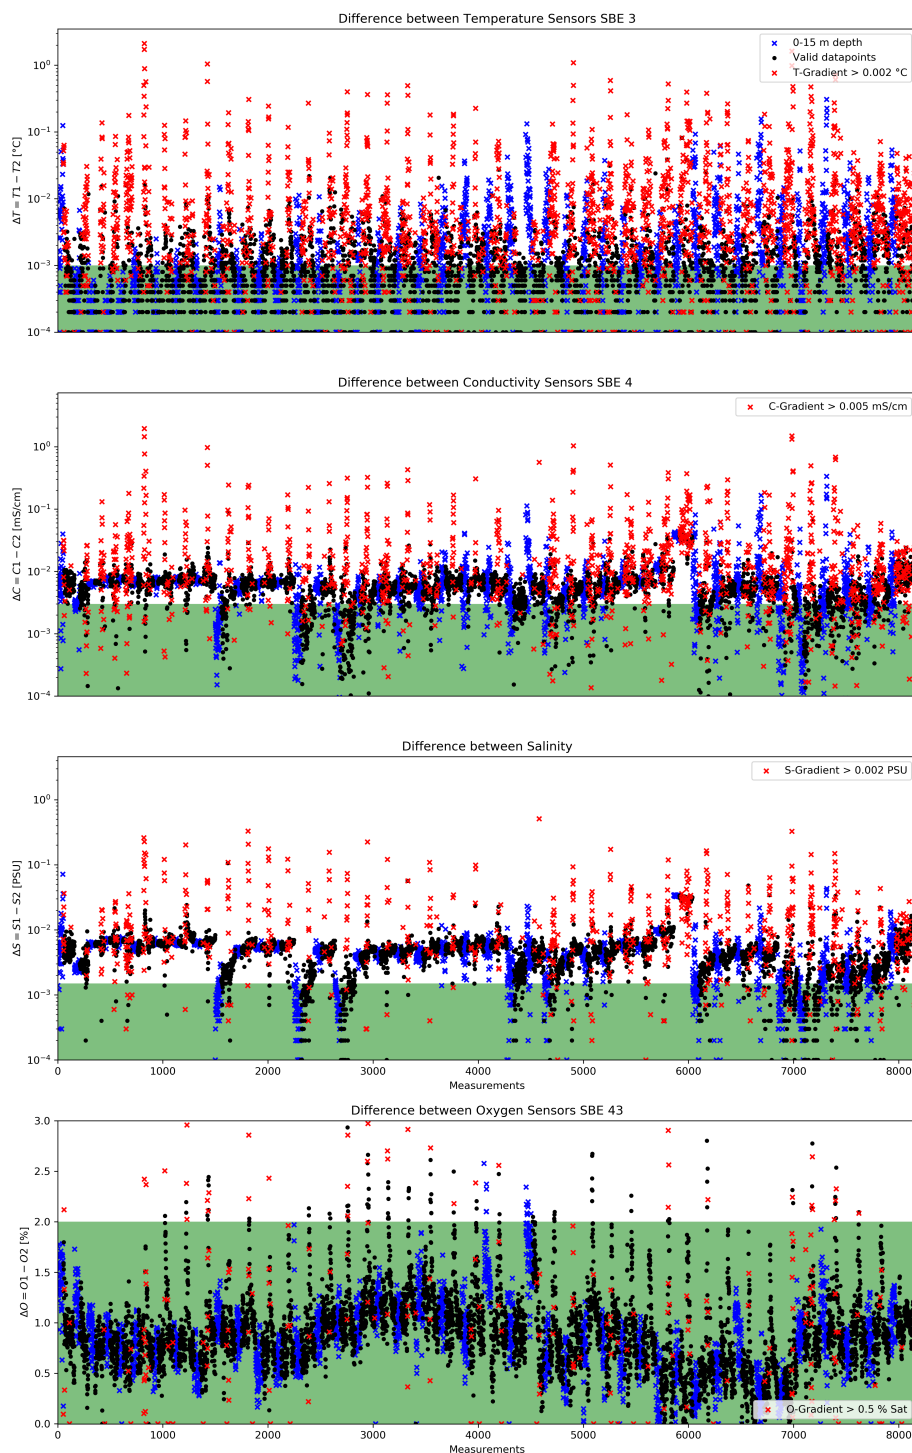 Difference between Temperature Sensors SBE 3
0-15 m depth
Valid datapoints
T-Gradient > 0.002 °C
10⁰
10⁻¹
10⁻²
10⁻³
10⁻⁴
ΔT = T1 − T2 [°C]
Difference between Conductivity Sensors SBE 4
C-Gradient > 0.005 mS/cm
10⁰
10⁻¹
10⁻²
10⁻³
10⁻⁴
ΔC = C1 − C2 [mS/cm]
Difference between Salinity
S-Gradient > 0.002 PSU
10⁰
10⁻¹
10⁻²
10⁻³
10⁻⁴
ΔS = S1 − S2 [PSU]
0 1000 2000 3000 4000 5000 6000 7000 8000
Measurements
Difference between Oxygen Sensors SBE 43
3.0
2.5
2.0
1.5
1.0
0.5
0.0
ΔO = O1 − O2 [%]
O-Gradient > 0.5 % Sat
0 1000 2000 3000 4000 5000 6000 7000 8000
Measurements